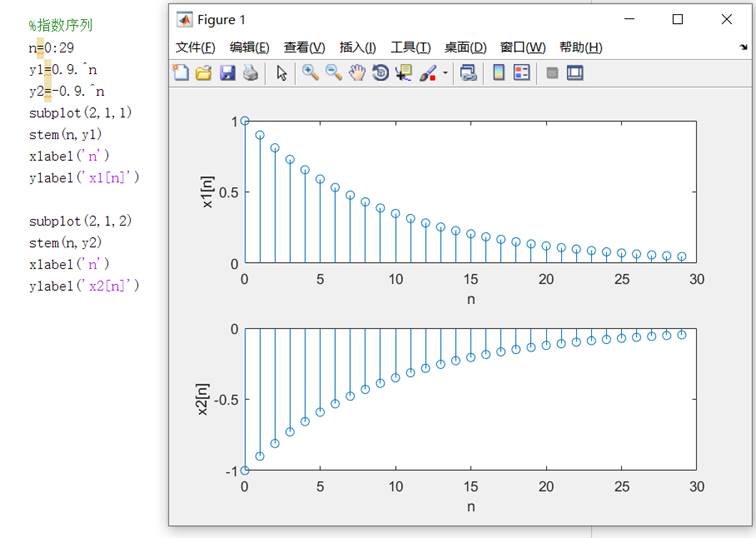 %指数序列
n=0:29
y1=0.9.^n
y2=-0.9.^n
subplot(2,1,1)
stem(n,y1)
xlabel('n')
ylabel('x1[n]')
subplot(2,1,2)
stem(n,y2)
xlabel('n')
ylabel('x2[n]')
Figure 1
文件(F) 编辑(E) 查看(V) 插入(I) 工具(T) 桌面(D) 窗口(W) 帮助(H)
x1[n]
1
0.5
0
0 5 10 15 20 25 30
n
x2[n]
0
-0.5
-1
0 5 10 15 20 25 30
n